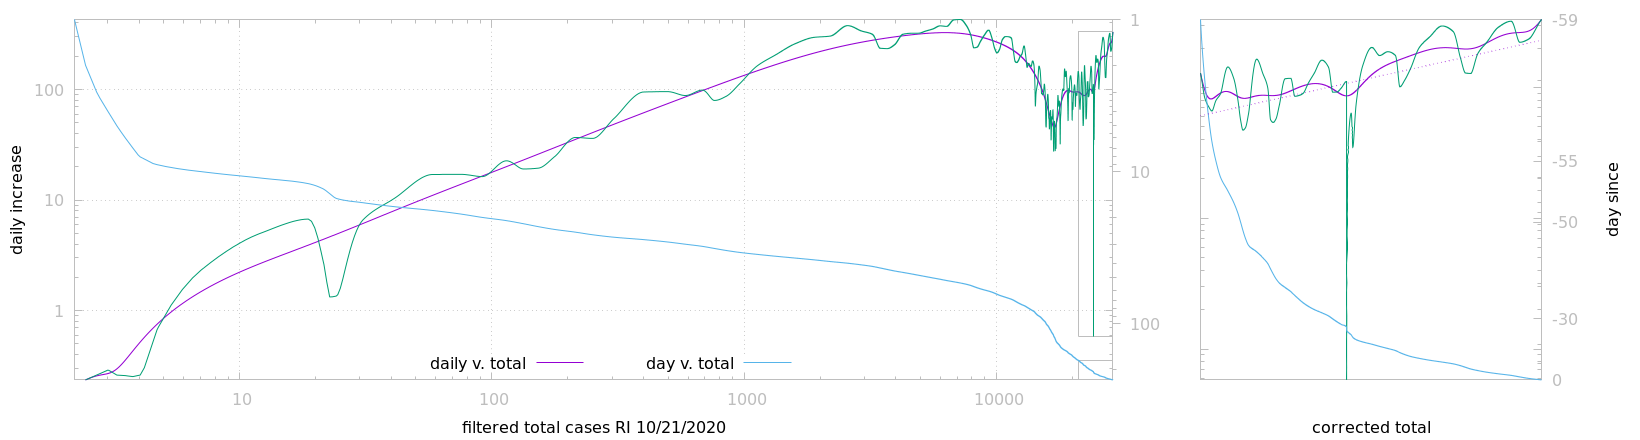 daily increase
100
10
1
10
100
1000
10000
1
10
100
daily v. total
day v. total
filtered total cases RI 10/21/2020
-59
-55
-50
-30
0
day since
corrected total